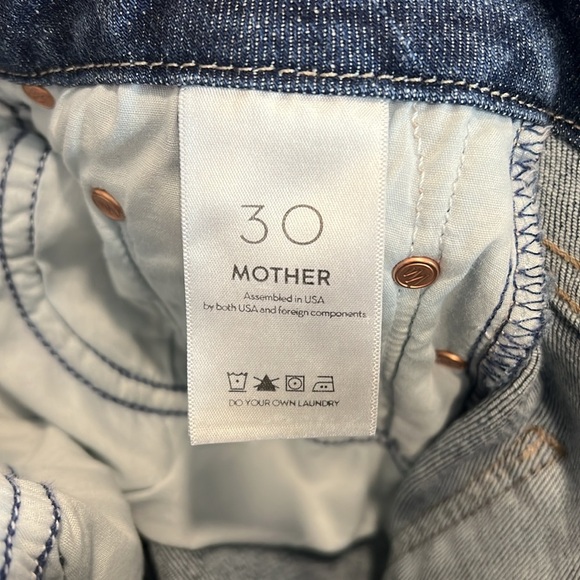 30
MOTHER
Assembled in USA
by both USA and foreign components
DO YOUR OWN LAUNDRY